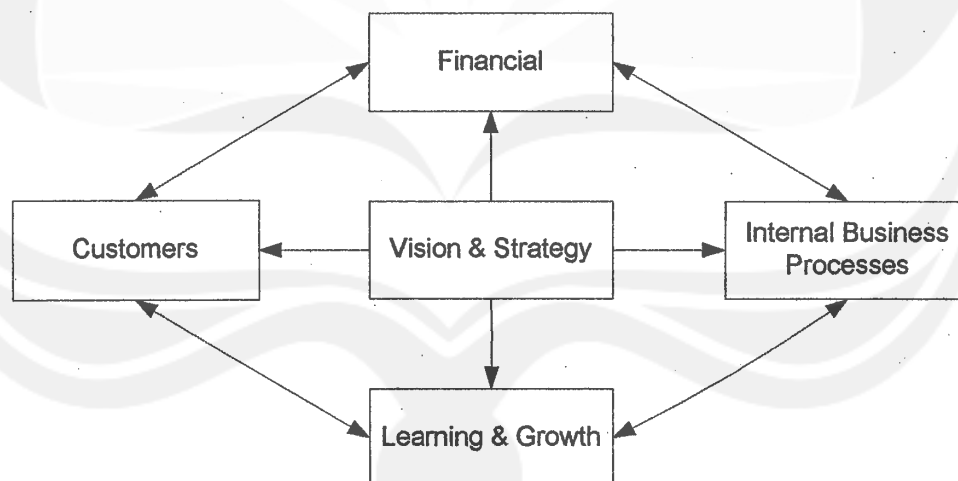 Financial
Customers
Vision & Strategy
Internal Business
Processes
Learning & Growth